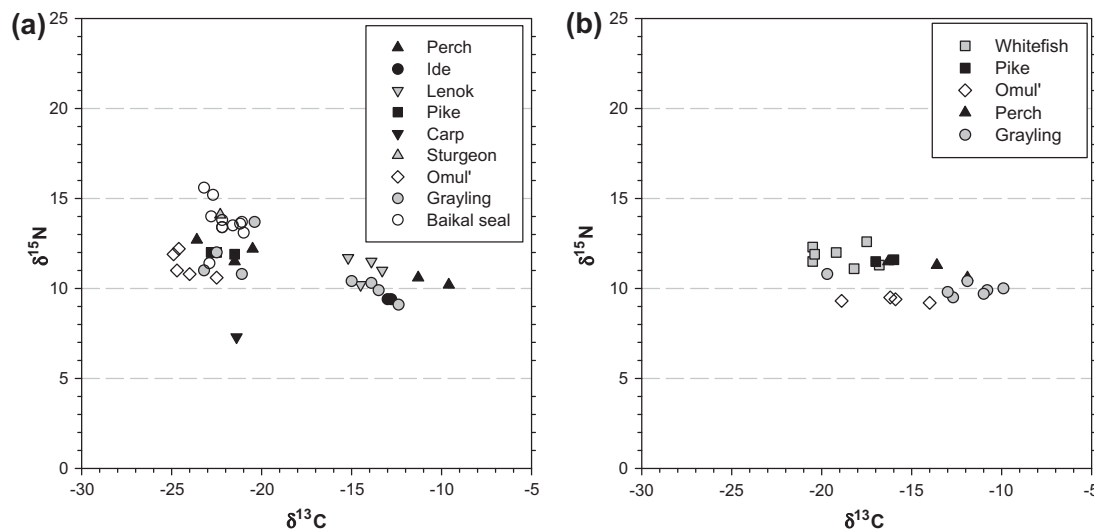 (a)
25
20
15
10
5
0
δ15N
Perch
Ide
Lenok
Pike
Carp
Sturgeon
Omul'
Grayling
Baikal seal
-30 -25 -20 -15 -10 -5
δ13C
(b)
25
20
15
10
5
0
δ15N
Whitefish
Pike
Omul'
Perch
Grayling
-30 -25 -20 -15 -10 -5
δ13C